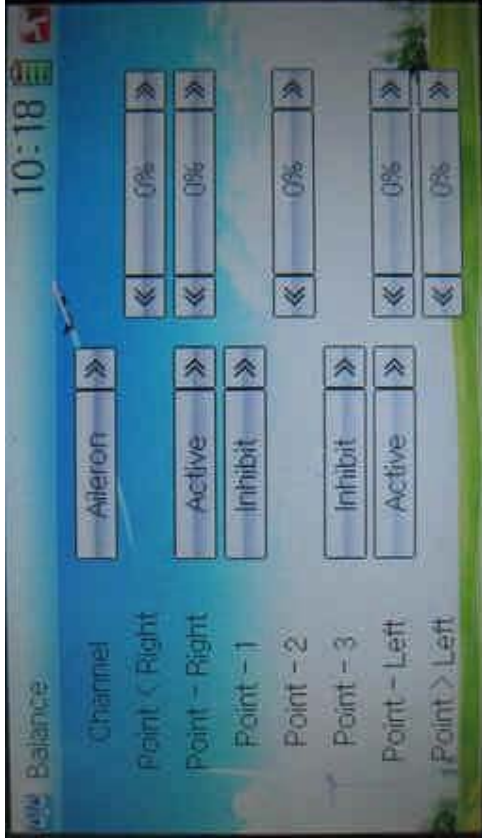 Balance 10:18
Channel Aileron
Point < Right 0%
Point - Right Active 0%
Point - 1 Inhibit
Point - 2 0%
Point - 3 Inhibit
Point - Left Active 0%
Point > Left 0%